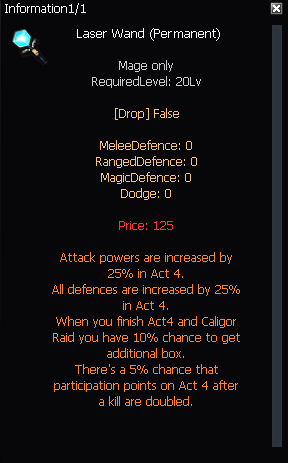 Information1/1
Laser Wand (Permanent)
Mage only
RequiredLevel: 20Lv
[Drop] False
MeleeDefence: 0
RangedDefence: 0
MagicDefence: 0
Dodge: 0
Price: 125
Attack powers are increased by
25% in Act 4.
All defences are increased by 25%
in Act 4.
When you finish Act4 and Caligor
Raid you have 10% chance to get
additional box.
There's a 5% chance that
participation points on Act 4 after
a kill are doubled.